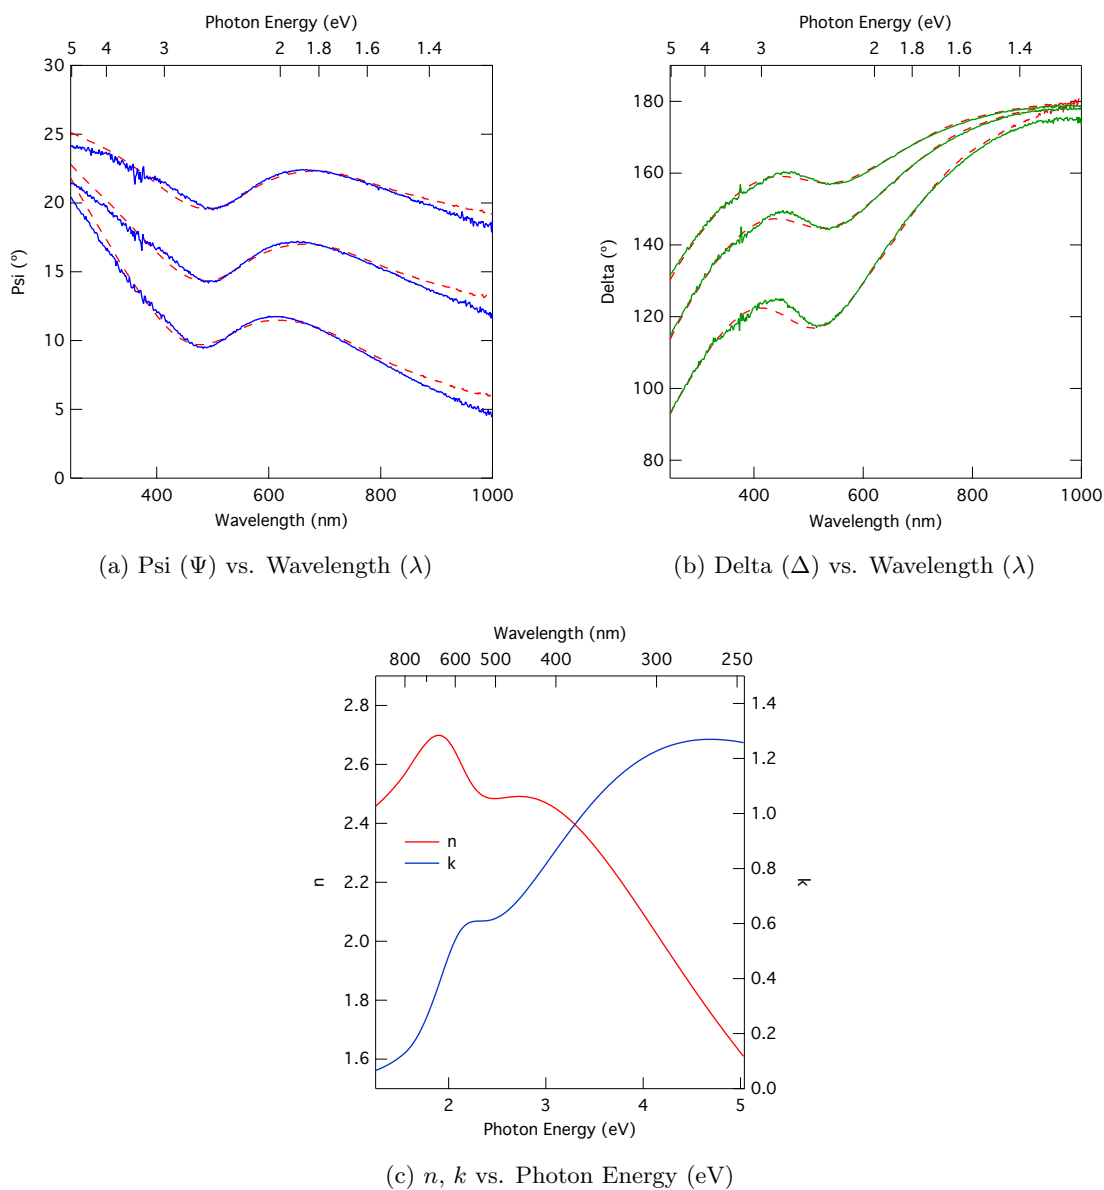 Photon Energy (eV)
5 4 3 2 1.8 1.6 1.4
30
25
20
15
10
5
0
Psi (°)
400 600 800 1000
Wavelength (nm)
(a) Psi (Ψ) vs. Wavelength (λ)
Photon Energy (eV)
5 4 3 2 1.8 1.6 1.4
180
160
140
120
100
80
Delta (°)
400 600 800 1000
Wavelength (nm)
(b) Delta (Δ) vs. Wavelength (λ)
Wavelength (nm)
800 600 500 400 300 250
2.8
2.6
2.4
2.2
2.0
1.8
1.6
n
n
k
1.4
1.2
1.0
0.8
0.6
0.4
0.2
0.0
k
2 3 4 5
Photon Energy (eV)
(c) n, k vs. Photon Energy (eV)